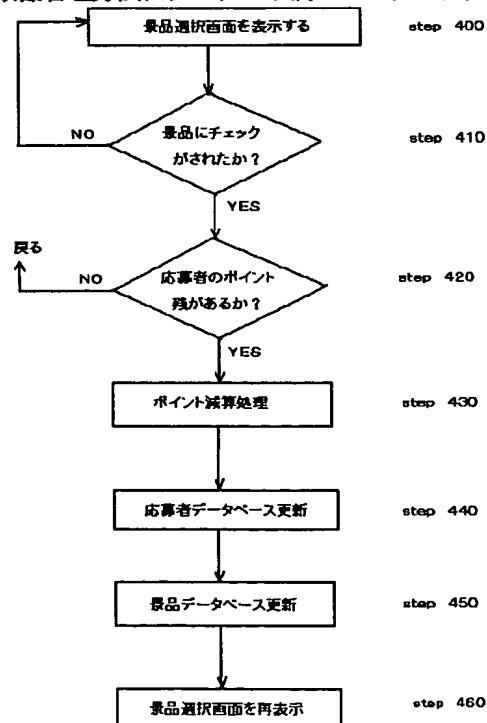 景品選択画面を表示する
step 400
景品にチェック
がされたか？
step 410
NO
YES
戻る
応募者のポイント
残があるか？
step 420
NO
YES
ポイント減算処理
step 430
応募者データベース更新
step 440
景品データベース更新
step 450
景品選択画面を再表示
step 460